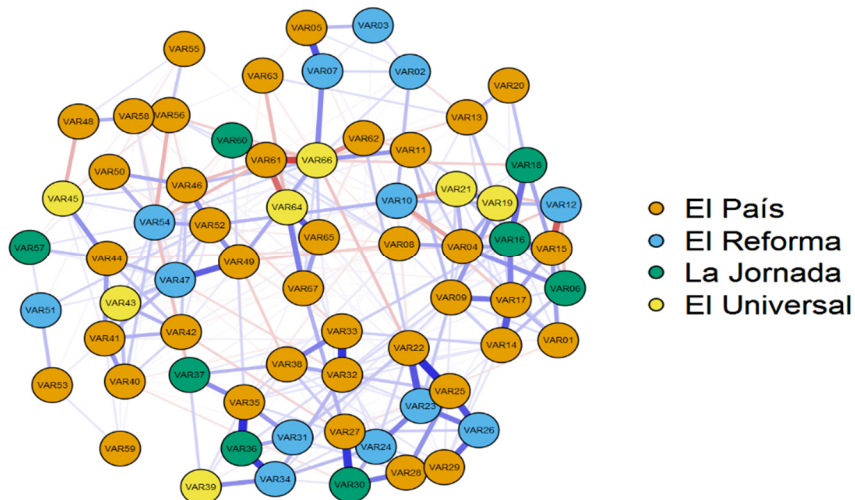 VAR05
VAR03
VAR55
VAR63
VAR07
VAR02
VAR20
VAR48
VAR58
VAR56
VAR13
VAR60
VAR62
VAR11
VAR61
VAR66
VAR18
VAR50
VAR46
VAR45
VAR10
VAR21
VAR19
VAR12
VAR64
VAR54
VAR52
VAR65
VAR08
VAR04
VAR16
VAR15
VAR57
VAR44
VAR49
VAR47
VAR67
VAR06
VAR51
VAR43
VAR09
VAR17
VAR41
VAR42
VAR33
VAR22
VAR14
VAR01
VAR38
VAR32
VAR53
VAR40
VAR37
VAR25
VAR35
VAR23
VAR59
VAR36
VAR31
VAR27
VAR24
VAR26
VAR39
VAR34
VAR30
VAR28
VAR29
El País
El Reforma
La Jornada
El Universal